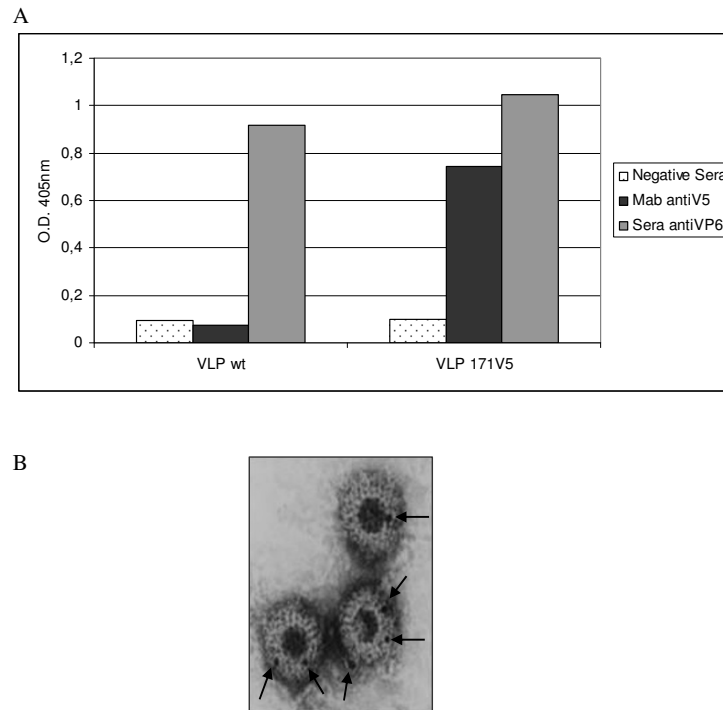 A
1,2
1
0,8
0,6
0,4
0,2
0
O.D. 405nm
VLP wt
VLP 171V5
Negative Sera
Mab antiV5
Sera antiVP6
B